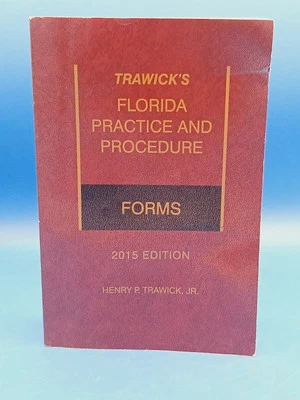 TRAWICK'S
FLORIDA
PRACTICE AND
PROCEDURE
FORMS
2015 EDITION
HENRY P. TRAWICK, JR.